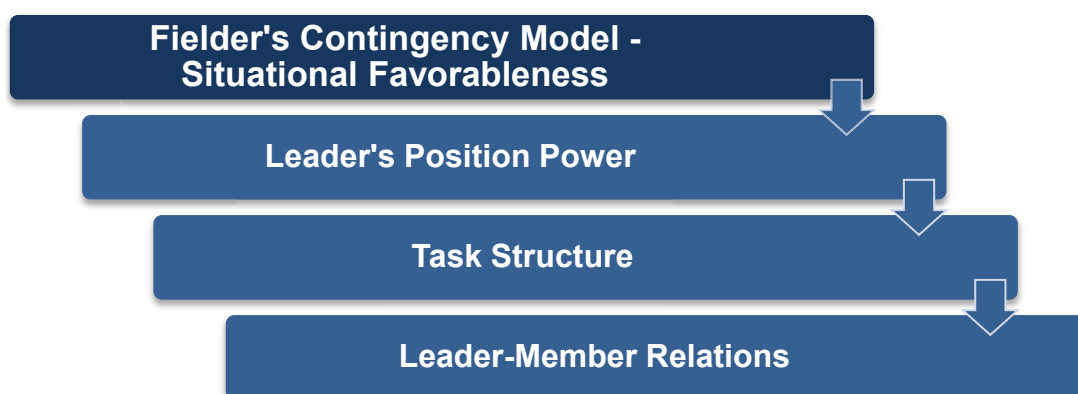 Fielder's Contingency Model -
Situational Favorableness
Leader's Position Power
Task Structure
Leader-Member Relations